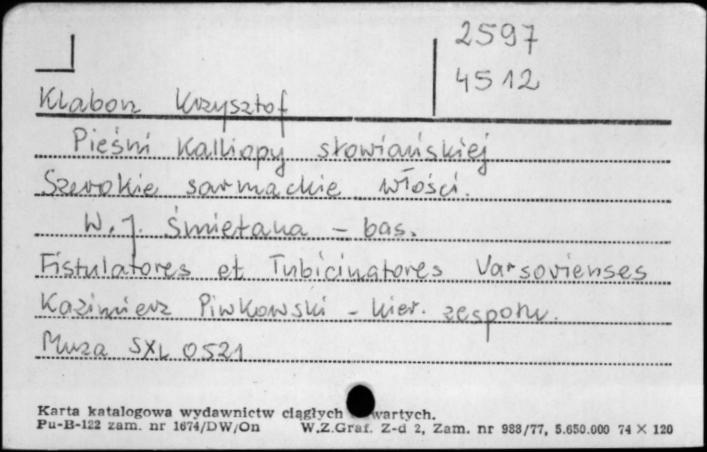 2597
4512
Klabon Krzysztof
Pieśni Kalliopy słowiańskiej
Szerokie sarmackie włości.
W. J. Śmietana – bas.
Fistulatores et Tubicinatores Varsovienses
Kazimierz Piwkowski – kier. zespołu.
Muza SXL 0521
Karta katalogowa wydawnictw ciągłych wartych.
Pu-B-122 zam. nr 1674/DW/On W.Z.Graf. Z-d 2, Zam. nr 988/77, 5.650.000 74 X 120